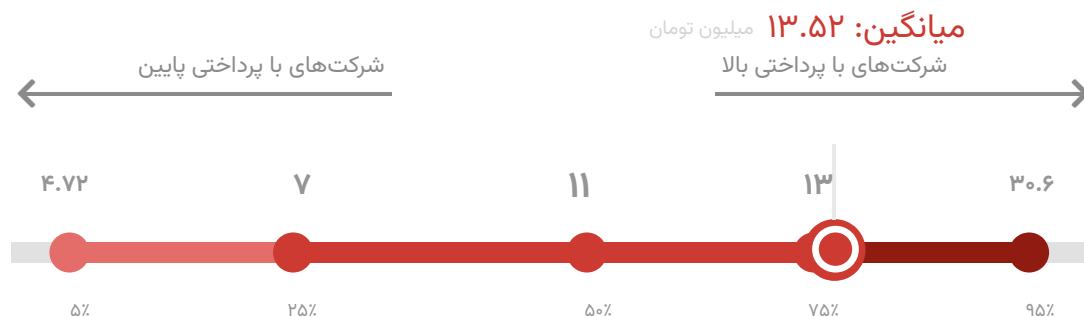 میانگین: ۱۳.۵۲ میلیون تومان
شرکت‌های با پرداختی بالا
شرکت‌های با پرداختی پایین
۴.۷۲ ۷ ۱۱ ۱۳ ۳۰.۶
۵٪ ۲۵٪ ۵۰٪ ۷۵٪ ۹۵٪